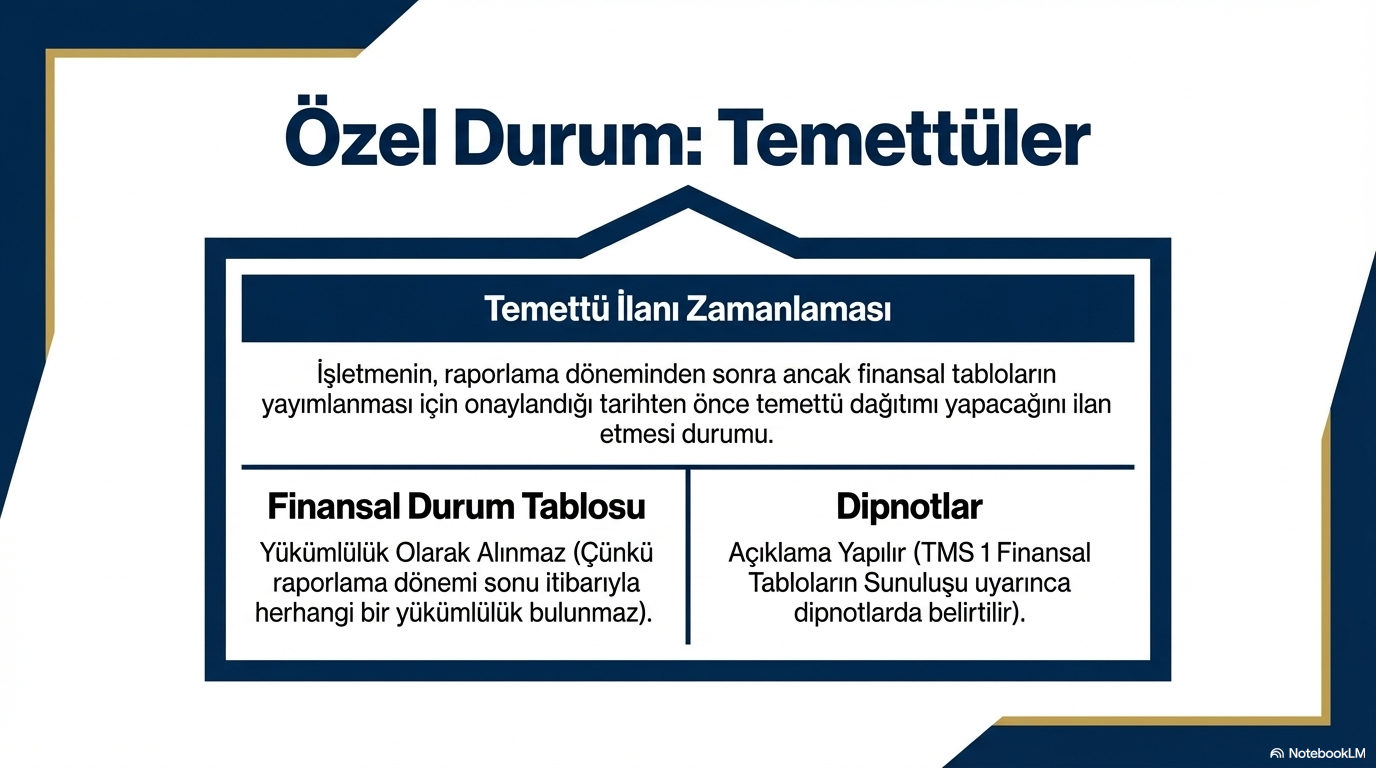 Özel Durum: Temettüler
Temettü İlanı Zamanlaması
İşletmenin, raporlama döneminden sonra ancak finansal tabloların
yayımlanması için onaylandığı tarihten önce temettü dağıtımı yapacağını ilan
etmesi durumu.
Finansal Durum Tablosu
Yükümlülük Olarak Alınmaz (Çünkü
raporlama dönemi sonu itibarıyla
herhangi bir yükümlülük bulunmaz).
Dipnotlar
Açıklama Yapılır (TMS 1 Finansal
Tabloların Sunuluşu uyarınca
dipnotlarda belirtilir).
NotebookLM